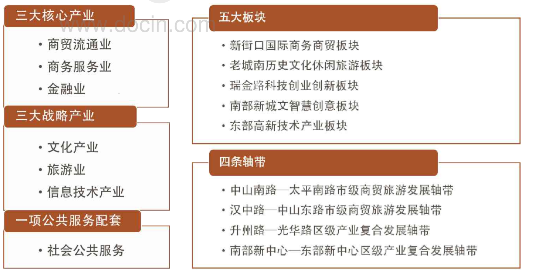 三大核心产业
• 商贸流通业
• 商务服务业
• 金融业
三大战略产业
• 文化产业
• 旅游业
• 信息技术产业
一项公共服务配套
• 社会公共服务
五大板块
• 新街口国际商务商贸板块
• 老城南历史文化休闲旅游板块
• 瑞金路科技创业创新板块
• 南部新城文智慧创意板块
• 东部高新技术产业板块
四条轴带
• 中山南路—太平南路市级商贸旅游发展轴带
• 汉中路—中山东路市级商贸旅游发展轴带
• 升州路—光华路区级产业复合发展轴带
• 南部新中心—东部新中心区级产业复合发展轴带
www.docin.com